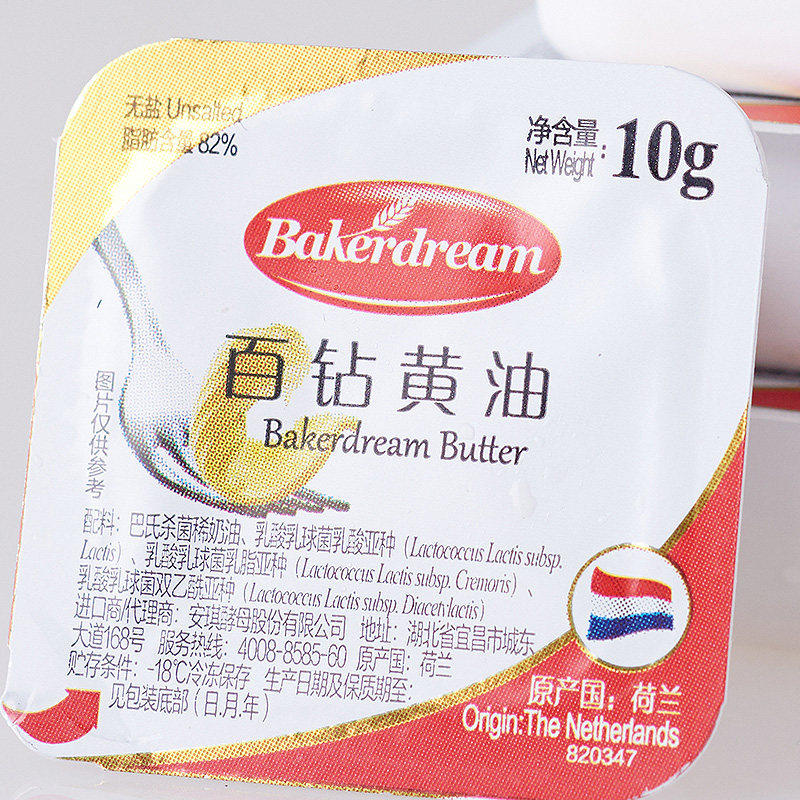 无盐 Unsalted
脂肪含量 82%
净含量:
Net Weight:
10g
Bakerdream
百钻黄油
Bakerdream Butter
图片仅供参考
配料：巴氏杀菌稀奶油、乳酸乳球菌乳酸亚种（Lactococcus Lactis subsp.
Lactis）、乳酸乳球菌乳脂亚种（Lactococcus Lactis subsp. Cremoris）、
乳酸乳球菌双乙酰亚种（Lactococcus Lactis subsp. Diacetylactis）
进口商/代理商：安琪酵母股份有限公司 地址：湖北省宜昌市城东
大道168号 服务热线：4008-8585-60 原产国：荷兰
贮存条件：-18℃冷冻保存 生产日期及保质期至：
见包装底部（日.月.年）
原产国：荷兰
Origin:The Netherlands
820347